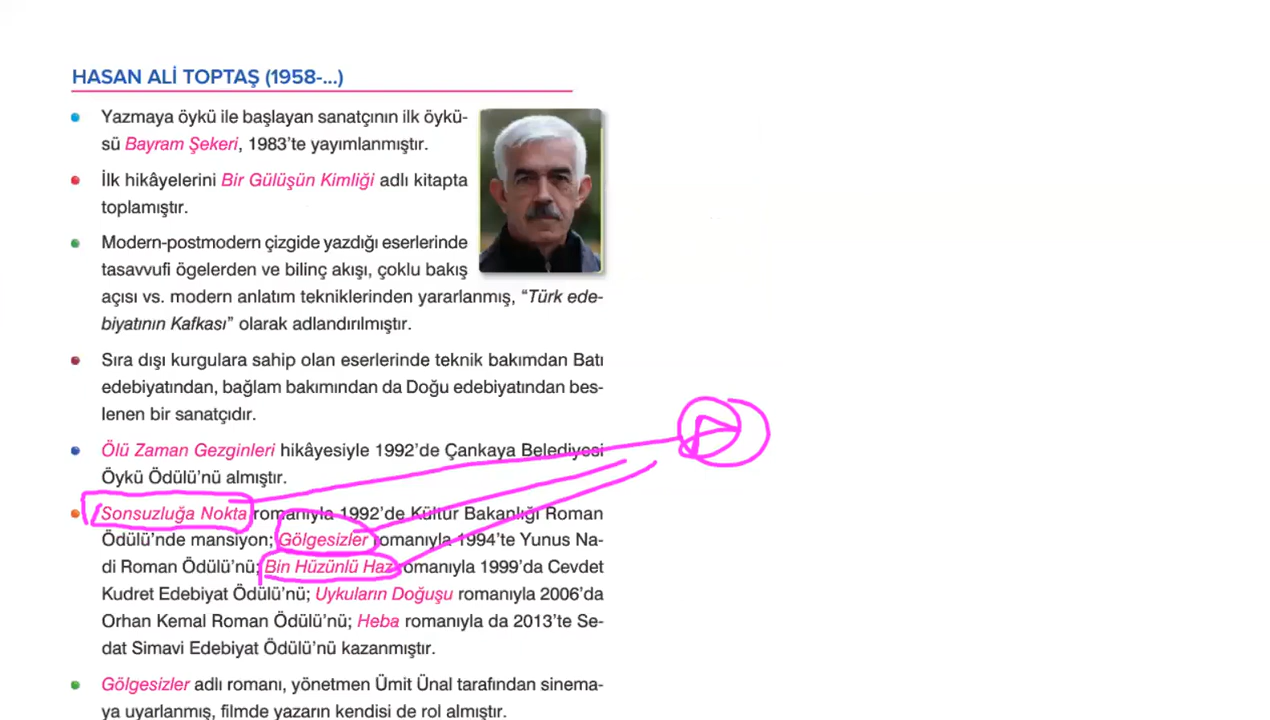 HASAN ALİ TOPTAŞ (1958-...)
Yazmaya öykü ile başlayan sanatçının ilk öykü-
sü Bayram Şekeri, 1983’te yayımlanmıştır.
İlk hikâyelerini Bir Gülüşün Kimliği adlı kitapta
toplamıştır.
Modern-postmodern çizgide yazdığı eserlerinde
tasavvufi ögelerden ve bilinç akışı, çoklu bakış
açısı vs. modern anlatım tekniklerinden yararlanmış, “Türk ede-
biyatının Kafkası” olarak adlandırılmıştır.
Sıra dışı kurgulara sahip olan eserlerinde teknik bakımdan Batı
edebiyatından, bağlam bakımından da Doğu edebiyatından bes-
lenen bir sanatçıdır.
Ölü Zaman Gezginleri hikâyesiyle 1992’de Çankaya Belediyesi
Öykü Ödülü’nü almıştır.
Sonsuzluğa Nokta romanıyla 1992’de Kültür Bakanlığı Roman
Ödülü’nde mansiyon; Gölgesizler romanıyla 1994’te Yunus Na-
di Roman Ödülü’nü; Bin Hüzünlü Haz romanıyla 1999’da Cevdet
Kudret Edebiyat Ödülü’nü; Uykuların Doğuşu romanıyla 2006’da
Orhan Kemal Roman Ödülü’nü; Heba romanıyla da 2013’te Se-
dat Simavi Edebiyat Ödülü’nü kazanmıştır.
Gölgesizler adlı romanı, yönetmen Ümit Ünal tarafından sinema-
ya uyarlanmış, filmde yazarın kendisi de rol almıştır.